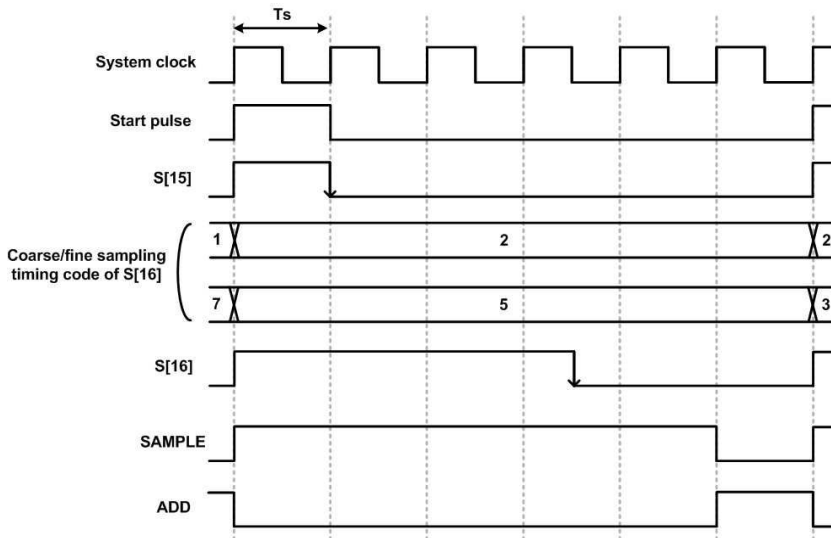 Ts
System clock
Start pulse
S[15]
Coarse/fine sampling
timing code of S[16]
1 2 2
7 5 3
S[16]
SAMPLE
ADD